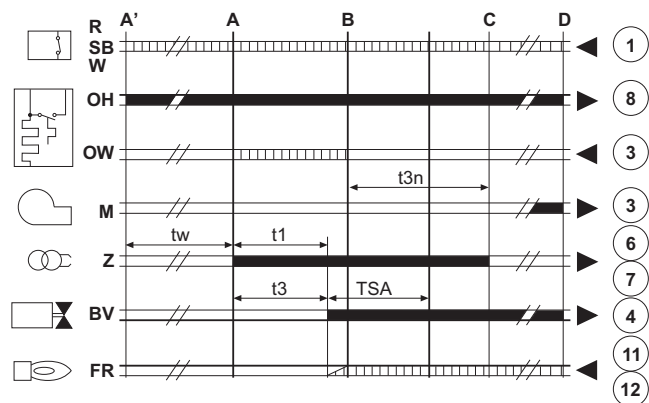 A' A B C D
R
SB 1
W
OH 8
OW 3
t3n
M 3
tw t1 6
Z 7
t3 TSA
BV 4
11
FR
12